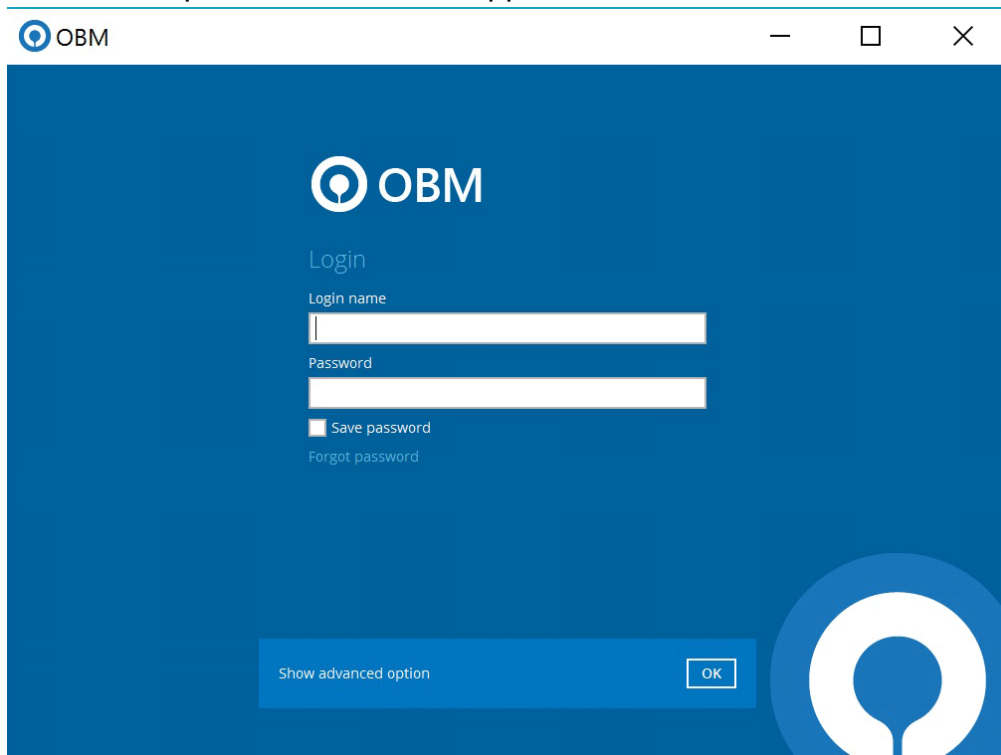 OBM
OBM
Login
Login name
Password
Save password
Forgot password
Show advanced option
OK